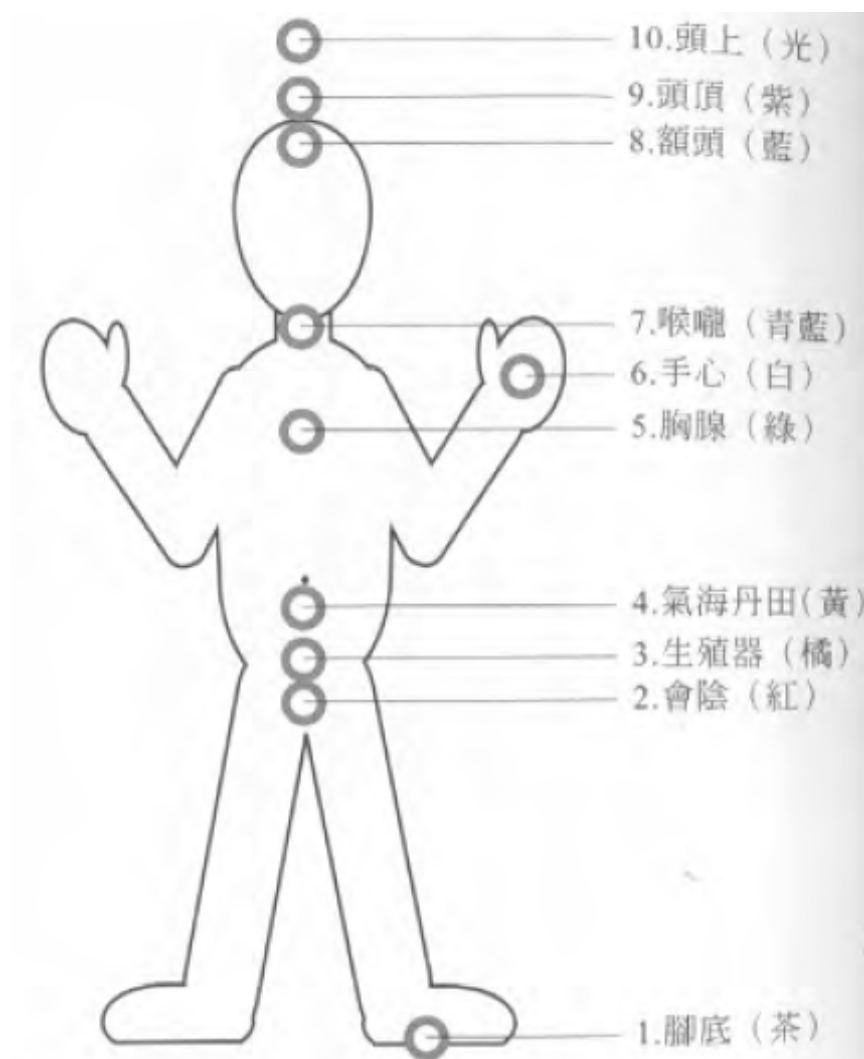 10.頭上（光）
9.頭頂（紫）
8.額頭（藍）
7.喉嚨（青藍）
6.手心（白）
5.胸腺（綠）
4.氣海丹田（黃）
3.生殖器（橘）
2.會陰（紅）
1.腳底（茶）